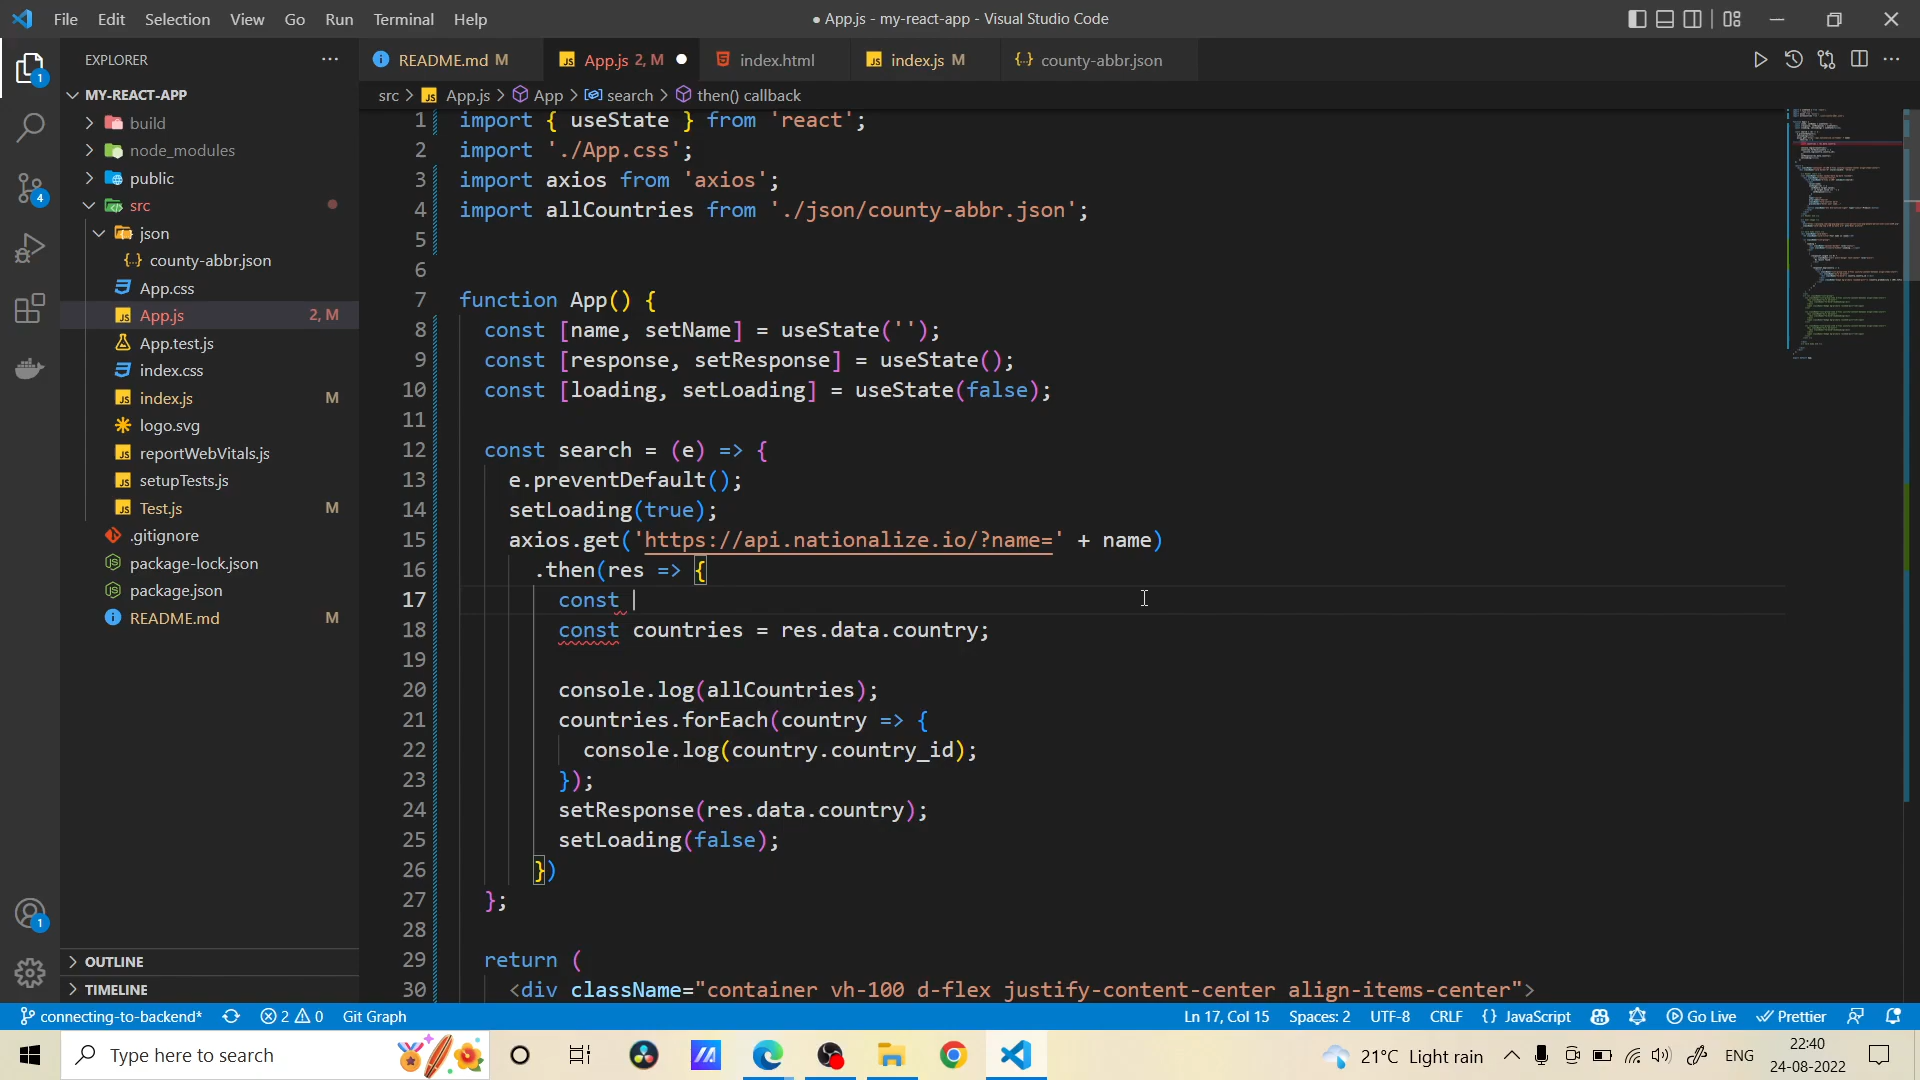 File Edit Selection View Go Run Terminal Help
● App.js - my-react-app - Visual Studio Code
EXPLORER
README.md M
App.js 2, M
index.html
index.js M
county-abbr.json
src > App.js > App > search > then() callback
MY-REACT-APP
build
node_modules
public
src
json
county-abbr.json
App.css
App.js 2, M
App.test.js
index.css
index.js M
logo.svg
reportWebVitals.js
setupTests.js
Test.js M
.gitignore
package-lock.json
package.json
README.md M
OUTLINE
TIMELINE
1 import { useState } from 'react';
2 import './App.css';
3 import axios from 'axios';
4 import allCountries from './json/county-abbr.json';
5
6
7 function App() {
8 const [name, setName] = useState('');
9 const [response, setResponse] = useState();
10 const [loading, setLoading] = useState(false);
11
12 const search = (e) => {
13 e.preventDefault();
14 setLoading(true);
15 axios.get('https://api.nationalize.io/?name=' + name)
16 .then(res => {
17 const
18 const countries = res.data.country;
19
20 console.log(allCountries);
21 countries.forEach(country => {
22 console.log(country.country_id);
23 });
24 setResponse(res.data.country);
25 setLoading(false);
26 })
27 };
28
29 return (
30 <div className="container vh-100 d-flex justify-content-center align-items-center">
1
4
1
connecting-to-backend* 2 0 Git Graph
Ln 17, Col 15 Spaces: 2 UTF-8 CRLF {} JavaScript Go Live Prettier
Type here to search
21°C Light rain
ENG
22:40
24-08-2022